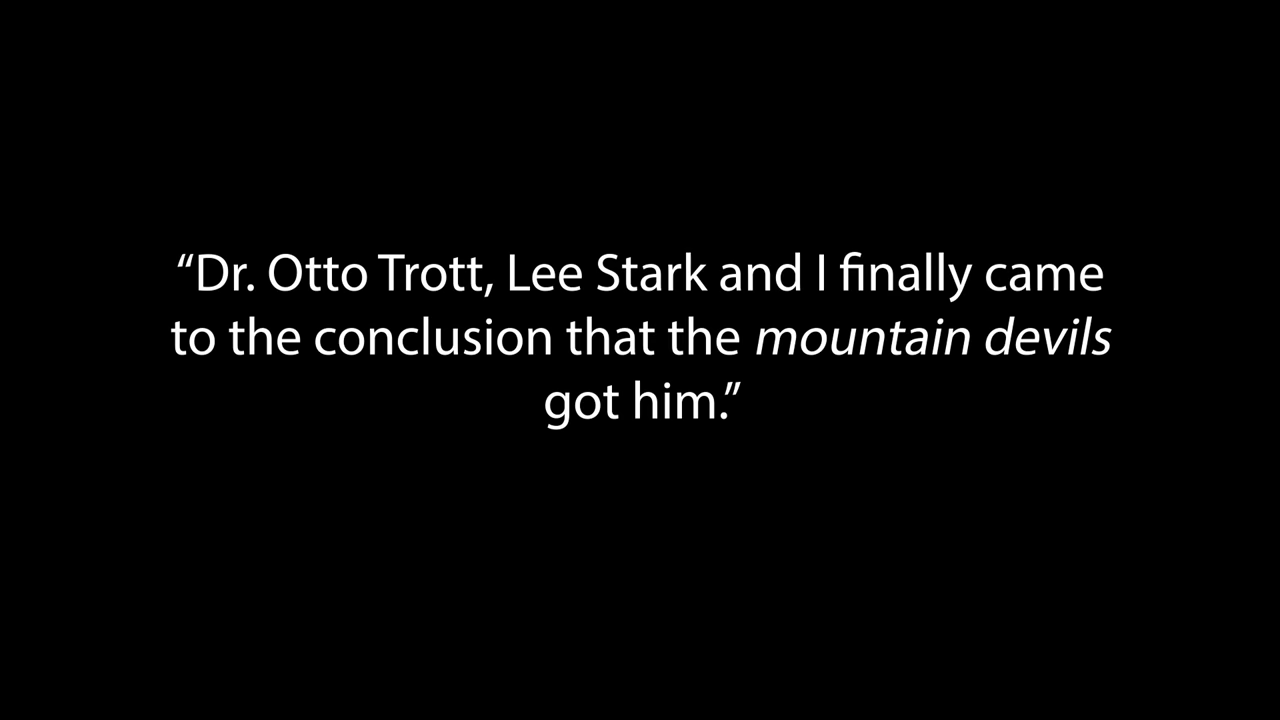 “Dr. Otto Trott, Lee Stark and I finally came
to the conclusion that the mountain devils
got him.”